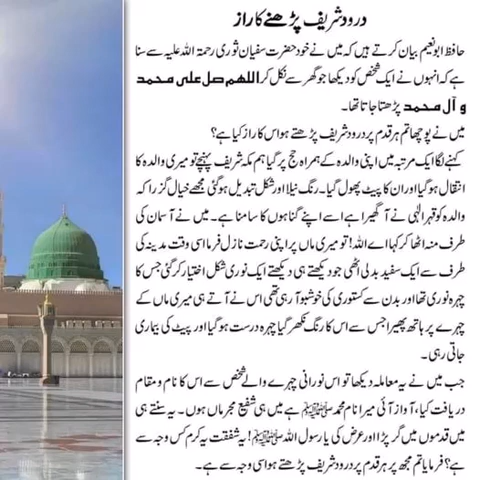 درود شریف پڑھنے کا راز
حافظ ابونعیم بیان کرتے ہیں کہ میں نے خود حضرت سفیان ثوری رحمۃ اللہ علیہ سے سنا
ہے کہ انہوں نے ایک شخص کو دیکھا جو گھر سے نکل کر اللھم صل علی محمد
و آل محمد پڑھتا جاتا تھا۔
میں نے پوچھا تم ہر قدم پر درود شریف پڑھتے ہو اس کا راز کیا ہے؟
کہنے لگا ایک مرتبہ میں اپنی والدہ کے ہمراہ حج پر گیا ہم مکہ شریف پہنچے تو میری والدہ کا
انتقال ہو گیا اور ان کا پیٹ پھول گیا۔ رنگ نیلا اور شکل تبدیل ہو گئی مجھے خیال گزرا کہ
والدہ کو قہر الٰہی نے آ گھیرا ہے اسے اپنے گناہوں کا سامنا ہے۔ میں نے آسمان کی
طرف منہ اٹھا کر کہا اے اللہ! تو میری ماں پر اپنی رحمت نازل فرما اسی وقت مدینہ کی
طرف سے ایک سفید بدلی اٹھی جو دیکھتے ہی دیکھتے ایک نوری شکل اختیار کر گئی جس کا
چہرہ نوری تھا اور بدن سے کستوری کی خوشبو آ رہی تھی اس نے آتے ہی میری ماں کے
چہرے پر ہاتھ پھیرا جس سے اس کا رنگ نکھر گیا چہرہ درست ہو گیا اور پیٹ کی بیماری
جاتی رہی۔
جب میں نے یہ معاملہ دیکھا تو اس نورانی چہرے والے شخص سے اس کا نام و مقام
دریافت کیا، آواز آئی میرا نام محمد ﷺ ہے میں ہی شفیع مجرماں ہوں۔ یہ سنتے ہی
میں قدموں میں گر پڑا اور عرض کی یا رسول اللہ ﷺ! یہ شفقت یہ کرم کس وجہ سے
ہے؟ فرمایا تم مجھ پر ہر قدم پر درود شریف پڑھتے ہو اسی وجہ سے ہے۔